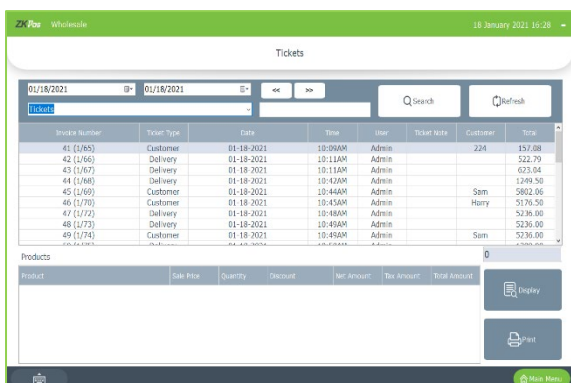 ZKPos Wholesale 18 January 2021 16:28
Tickets
01/18/2021 01/18/2021 << >> Search Refresh
Tickets
Invoice Number Ticket Type Date Time User Ticket Note Customer Total
41 (1/65) Customer 01-18-2021 10:09AM Admin 224 157.08
42 (1/66) Delivery 01-18-2021 10:11AM Admin 522.79
43 (1/67) Delivery 01-18-2021 10:11AM Admin 623.04
44 (1/68) Delivery 01-18-2021 10:42AM Admin 1249.50
45 (1/69) Customer 01-18-2021 10:44AM Admin Sam 5802.06
46 (1/70) Customer 01-18-2021 10:45AM Admin Harry 5176.50
47 (1/72) Delivery 01-18-2021 10:48AM Admin 5236.00
48 (1/73) Delivery 01-18-2021 10:49AM Admin 5236.00
49 (1/74) Customer 01-18-2021 10:49AM Admin Sam 5236.00
Products 0
Product Sale Price Quantity Discount Net Amount Tax Amount Total Amount
Display
Print
Main Menu